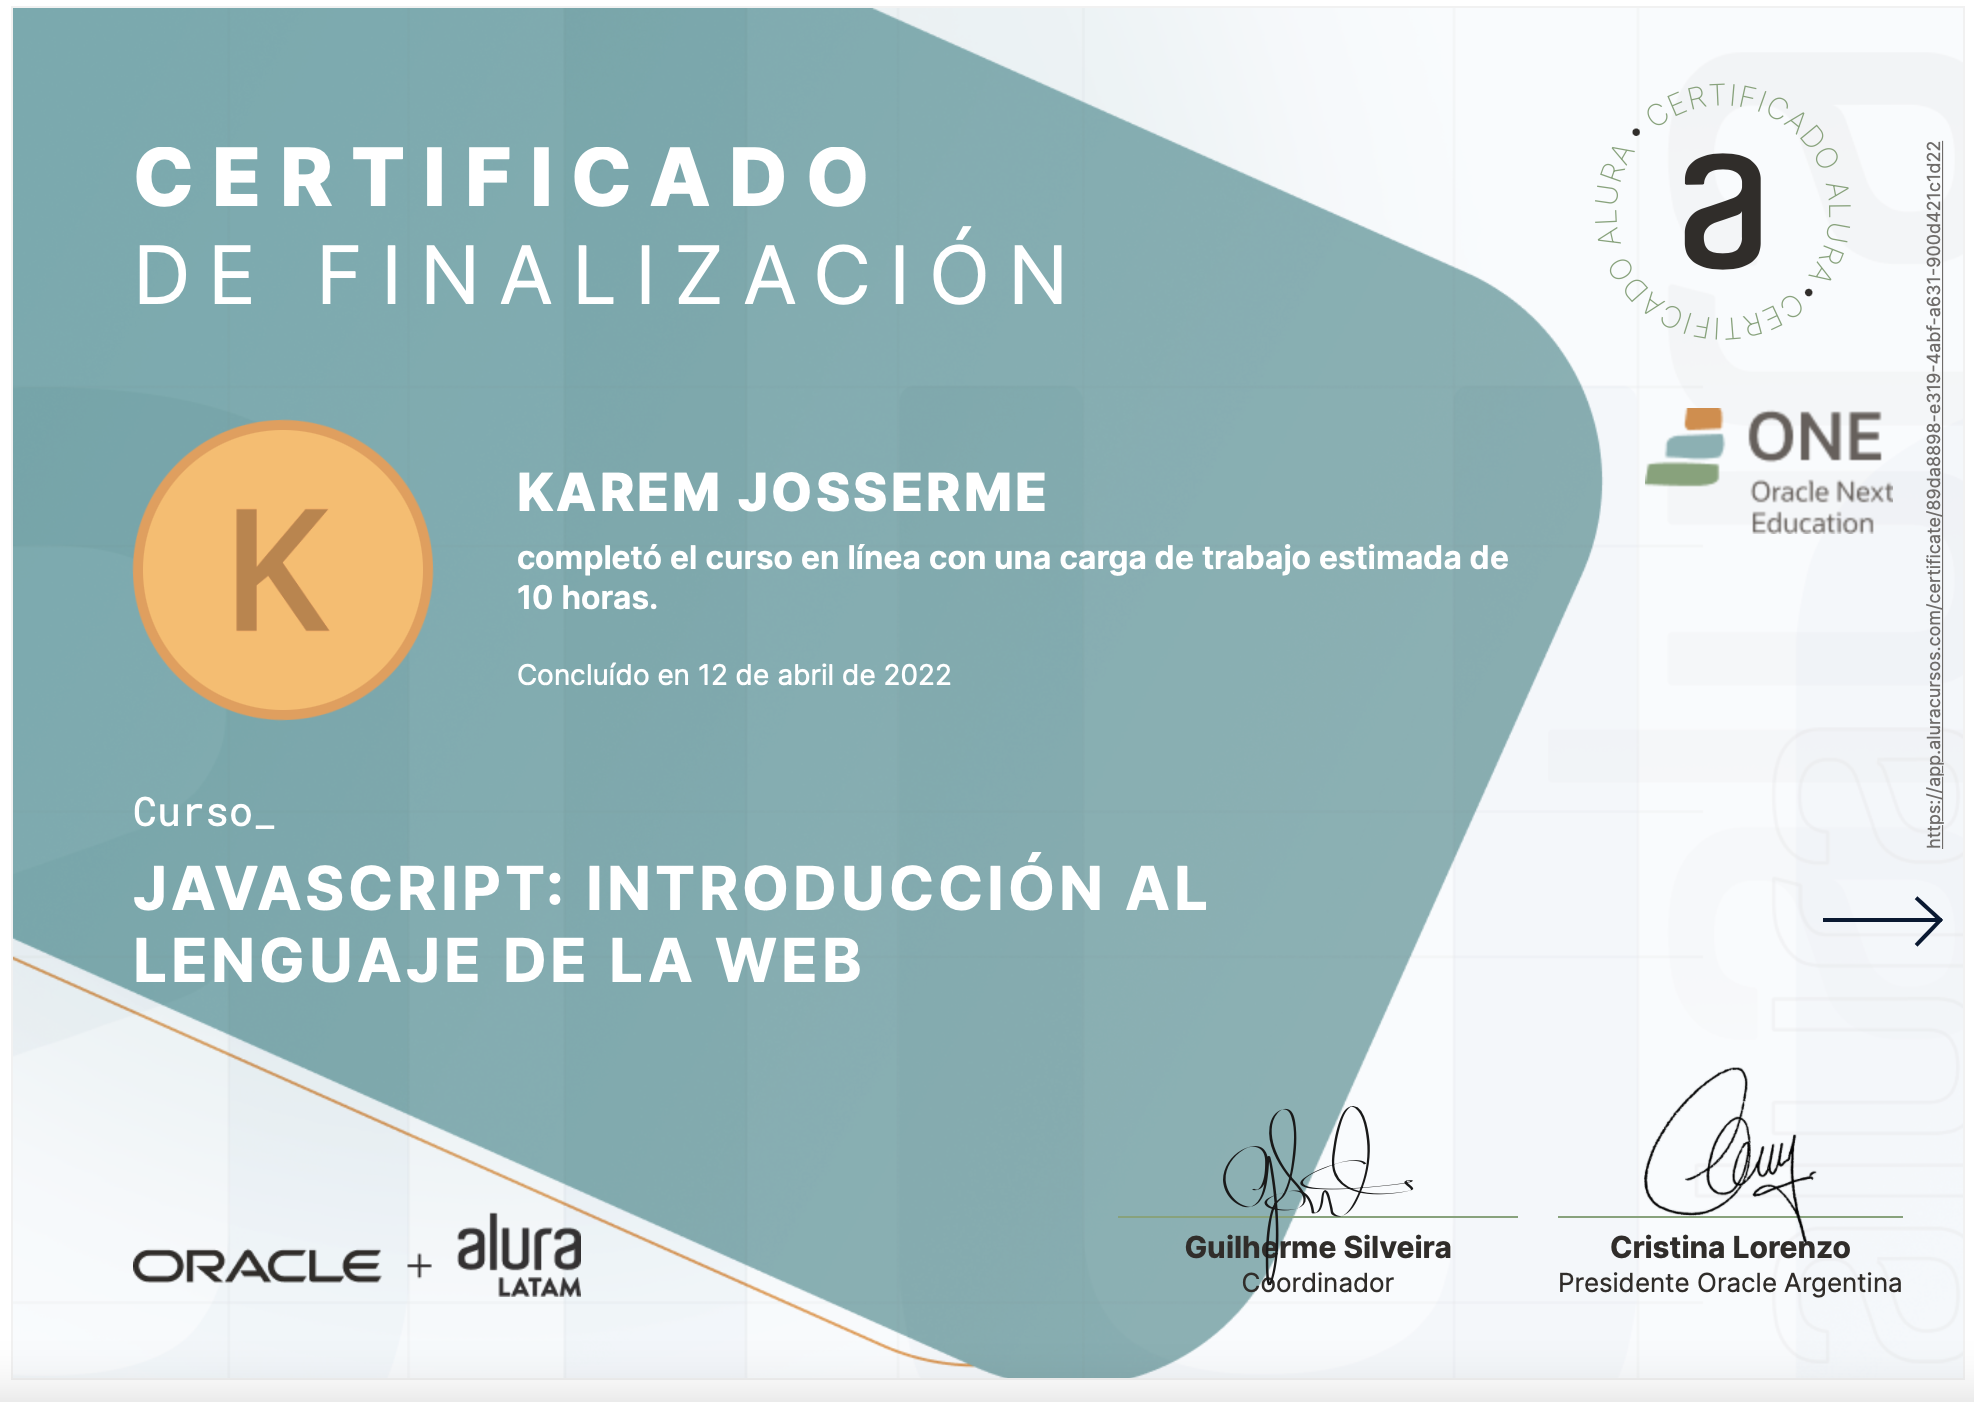 CERTIFICADO
DE FINALIZACIÓN
CERTIFICADO ALURA • CERTIFICADO ALURA •
a
ONE
Oracle Next
Education
K
KAREM JOSSERME
completó el curso en línea con una carga de trabajo estimada de
10 horas.
Concluído en 12 de abril de 2022
https://app.aluracursos.com/certificate/89da8898-e319-4abf-a631-900d421c1d22
Curso_
JAVASCRIPT: INTRODUCCIÓN AL
LENGUAJE DE LA WEB
ORACLE + alura
LATAM
Guilherme Silveira
Coordinador
Cristina Lorenzo
Presidente Oracle Argentina
alura